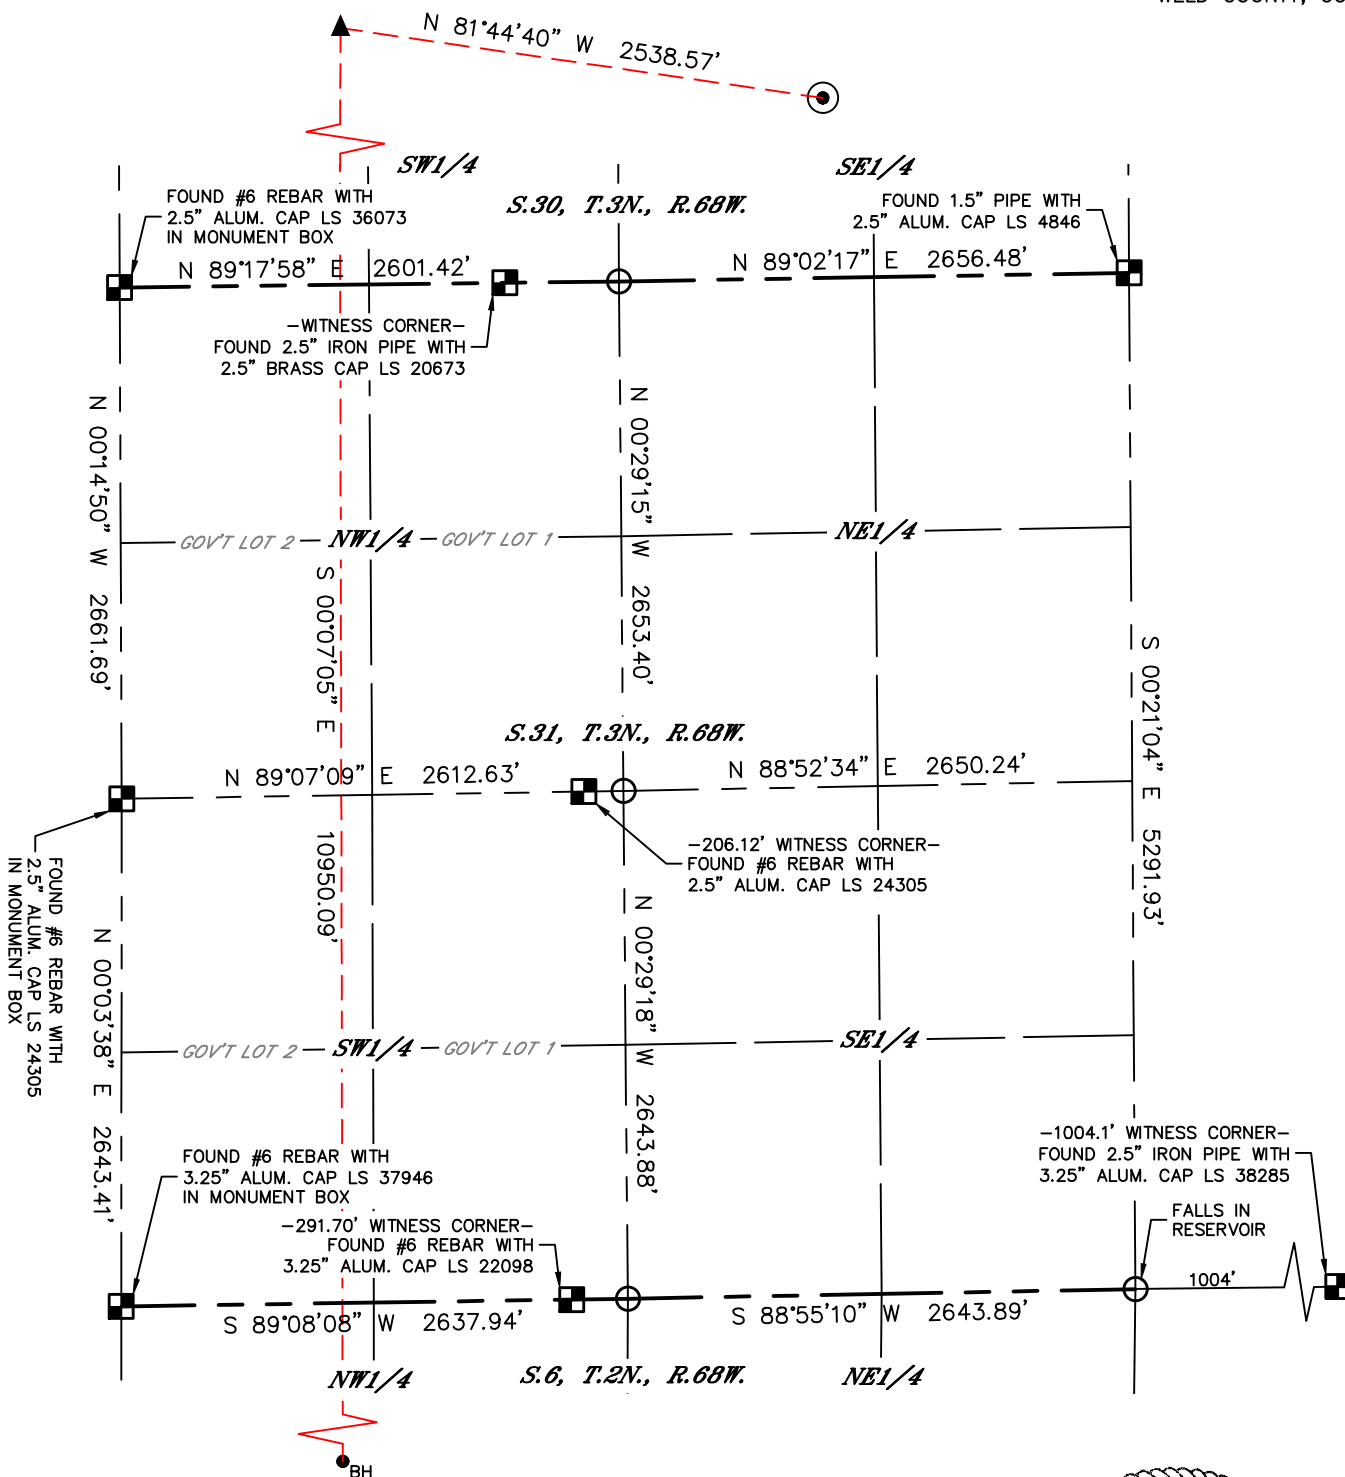 N 81°44'40" W 2538.57'
SW1/4
SE1/4
FOUND #6 REBAR WITH
2.5" ALUM. CAP LS 36073
IN MONUMENT BOX
S.30, T.3N., R.68W.
FOUND 1.5" PIPE WITH
2.5" ALUM. CAP LS 4846
N 89°17'58" E 2601.42'
N 89°02'17" E 2656.48'
-WITNESS CORNER-
FOUND 2.5" IRON PIPE WITH
2.5" BRASS CAP LS 20673
N 00°14'50" W 2661.69'
N 00°29'15" W 2653.40'
GOV'T LOT 2
NW1/4
GOV'T LOT 1
NE1/4
S 00°07'05" E 10950.09'
S 00°21'04" E 5291.93'
S.31, T.3N., R.68W.
N 89°07'09" E 2612.63'
N 88°52'34" E 2650.24'
-206.12' WITNESS CORNER-
FOUND #6 REBAR WITH
2.5" ALUM. CAP LS 24305
FOUND #6 REBAR WITH
2.5" ALUM. CAP LS 24305
IN MONUMENT BOX
N 00°03'38" E 2643.41'
N 00°29'18" W 2643.88'
GOV'T LOT 2
SW1/4
GOV'T LOT 1
SE1/4
FOUND #6 REBAR WITH
3.25" ALUM. CAP LS 37946
IN MONUMENT BOX
-1004.1' WITNESS CORNER-
FOUND 2.5" IRON PIPE WITH
3.25" ALUM. CAP LS 38285
-291.70' WITNESS CORNER-
FOUND #6 REBAR WITH
3.25" ALUM. CAP LS 22098
FALLS IN
RESERVOIR
1004'
S 89°08'08" W 2637.94'
S 88°55'10" W 2643.89'
NW1/4
S.6, T.2N., R.68W.
NE1/4
BH